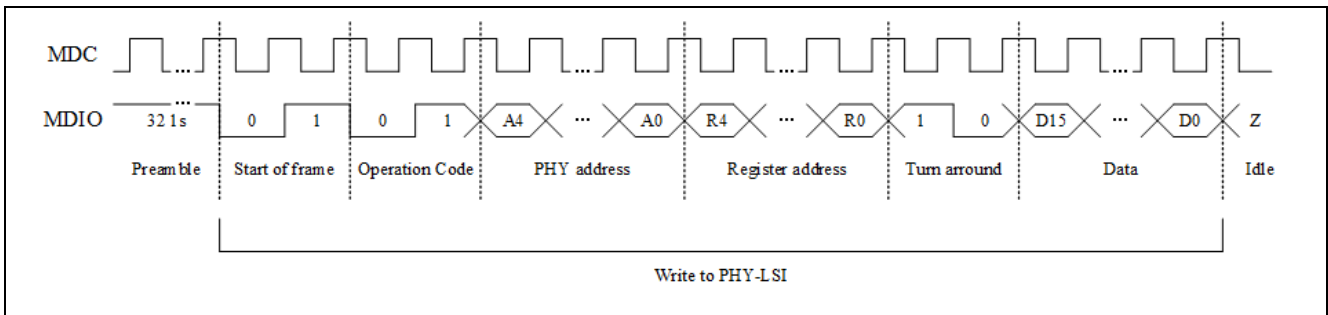 MDC ... ... ... ...
MDIO 32 1s ... 0 1 0 1 A4 ... A0 R4 ... R0 1 0 D15 ... D0 Z
Preamble Start of frame Operation Code PHY address Register address Turn arround Data Idle
Write to PHY-LSI